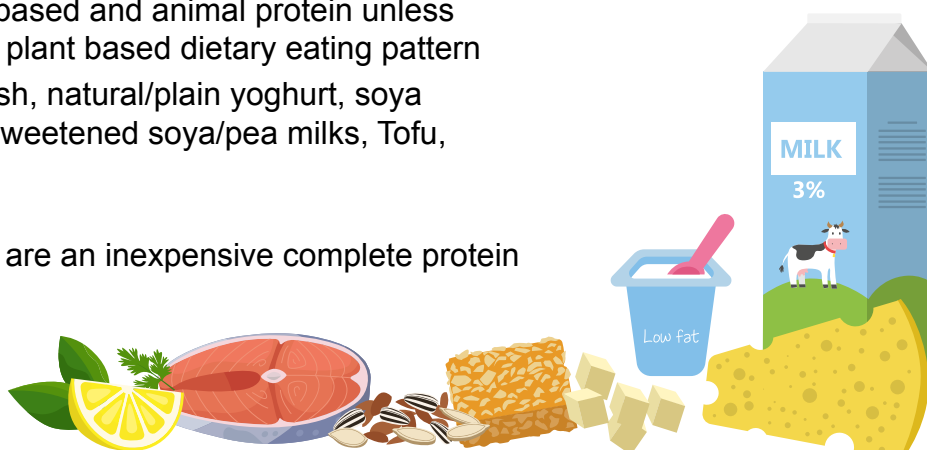 based and animal protein unless
plant based dietary eating pattern
sh, natural/plain yoghurt, soya
weetened soya/pea milks, Tofu,
are an inexpensive complete protein
MILK
3%
Low fat